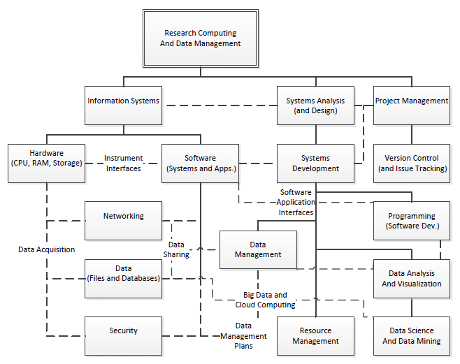 Research Computing
And Data Management
Information Systems
Systems Analysis
(and Design)
Project Management
Hardware
(CPU, RAM, Storage)
Instrument
Interfaces
Software
(Systems and Apps.)
Systems
Development
Version Control
(and Issue Tracking)
Software
Application
Interfaces
Networking
Programming
(Software Dev.)
Data Acquisition
Data
Sharing
Data
Management
Data
(Files and Databases)
Data Analysis
And Visualization
Big Data and
Cloud Computing
Security
Data
Management
Plans
Resource
Management
Data Science
And Data Mining